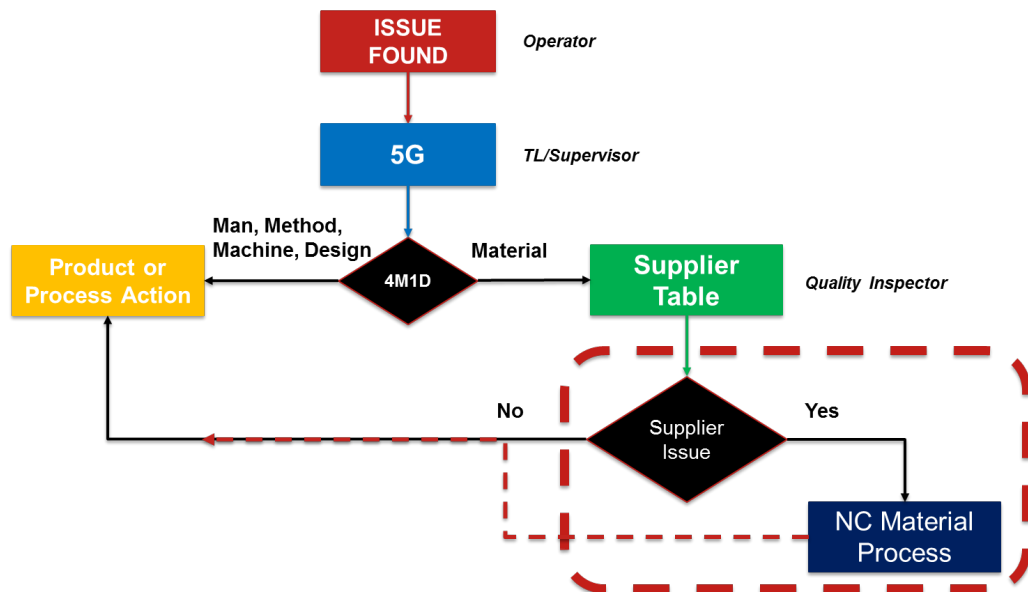 ISSUE
FOUND
Operator
5G
TL/Supervisor
Man, Method,
Machine, Design
Material
4M1D
Product or
Process Action
Supplier
Table
Quality Inspector
No
Yes
Supplier
Issue
NC Material
Process